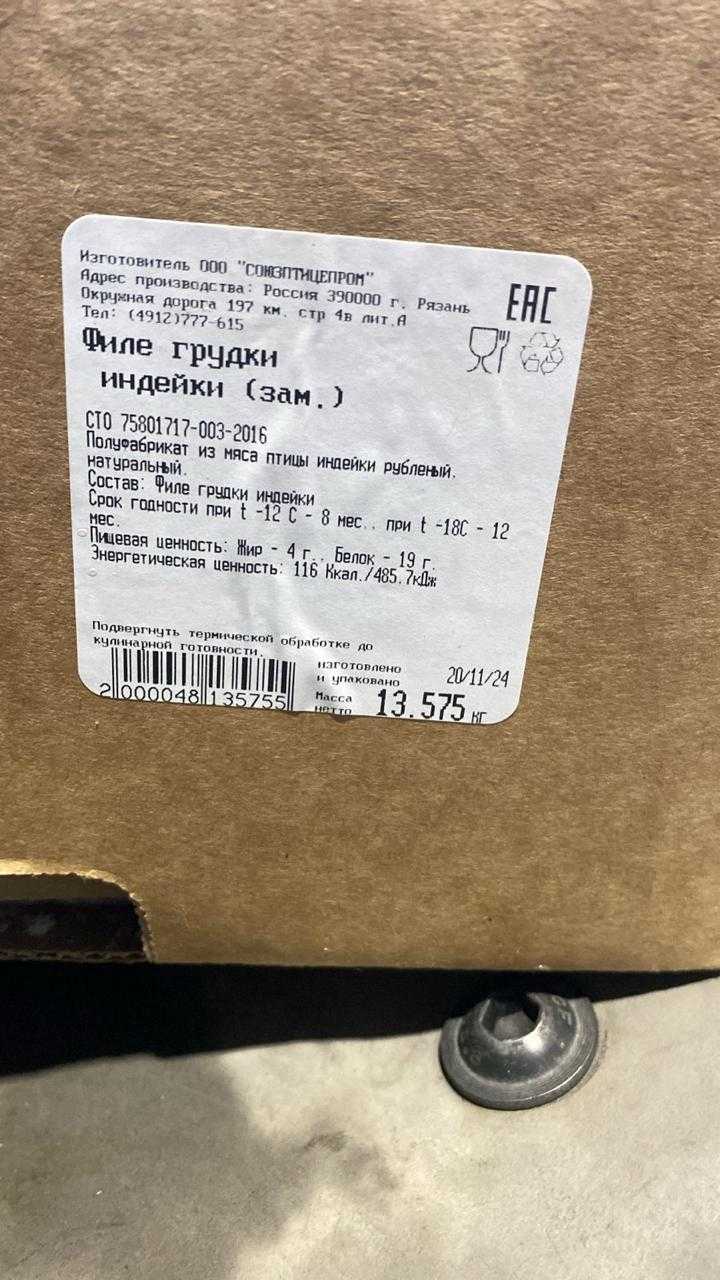 Изготовитель ООО "СОЮЗПТИЦЕПРОМ"
Адрес производства: Россия 390000 г. Рязань
Окружная дорога 197 км. стр 4в лит.А
Тел: (4912)777-615
EAC
Филе грудки
индейки (зам.)
СТО 75801717-003-2016
Полуфабрикат из мяса птицы индейки рубленый,
натуральный.
Состав: Филе грудки индейки
Срок годности при t -12 С - 8 мес., при t -18С - 12
мес.
Пищевая ценность: Жир - 4 г., Белок - 19 г.
Энергетическая ценность: 116 Ккал./485.7кДж
Подвергнуть термической обработке до
кулинарной готовности.
изготовлено
и упаковано 20/11/24
2 000048 135755
Масса
нетто 13.575 кг